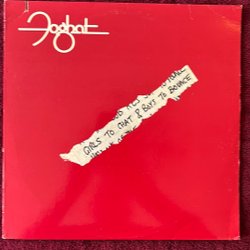 Foghat
GIRLS TO CHAT & BOYS TO BOUNCE